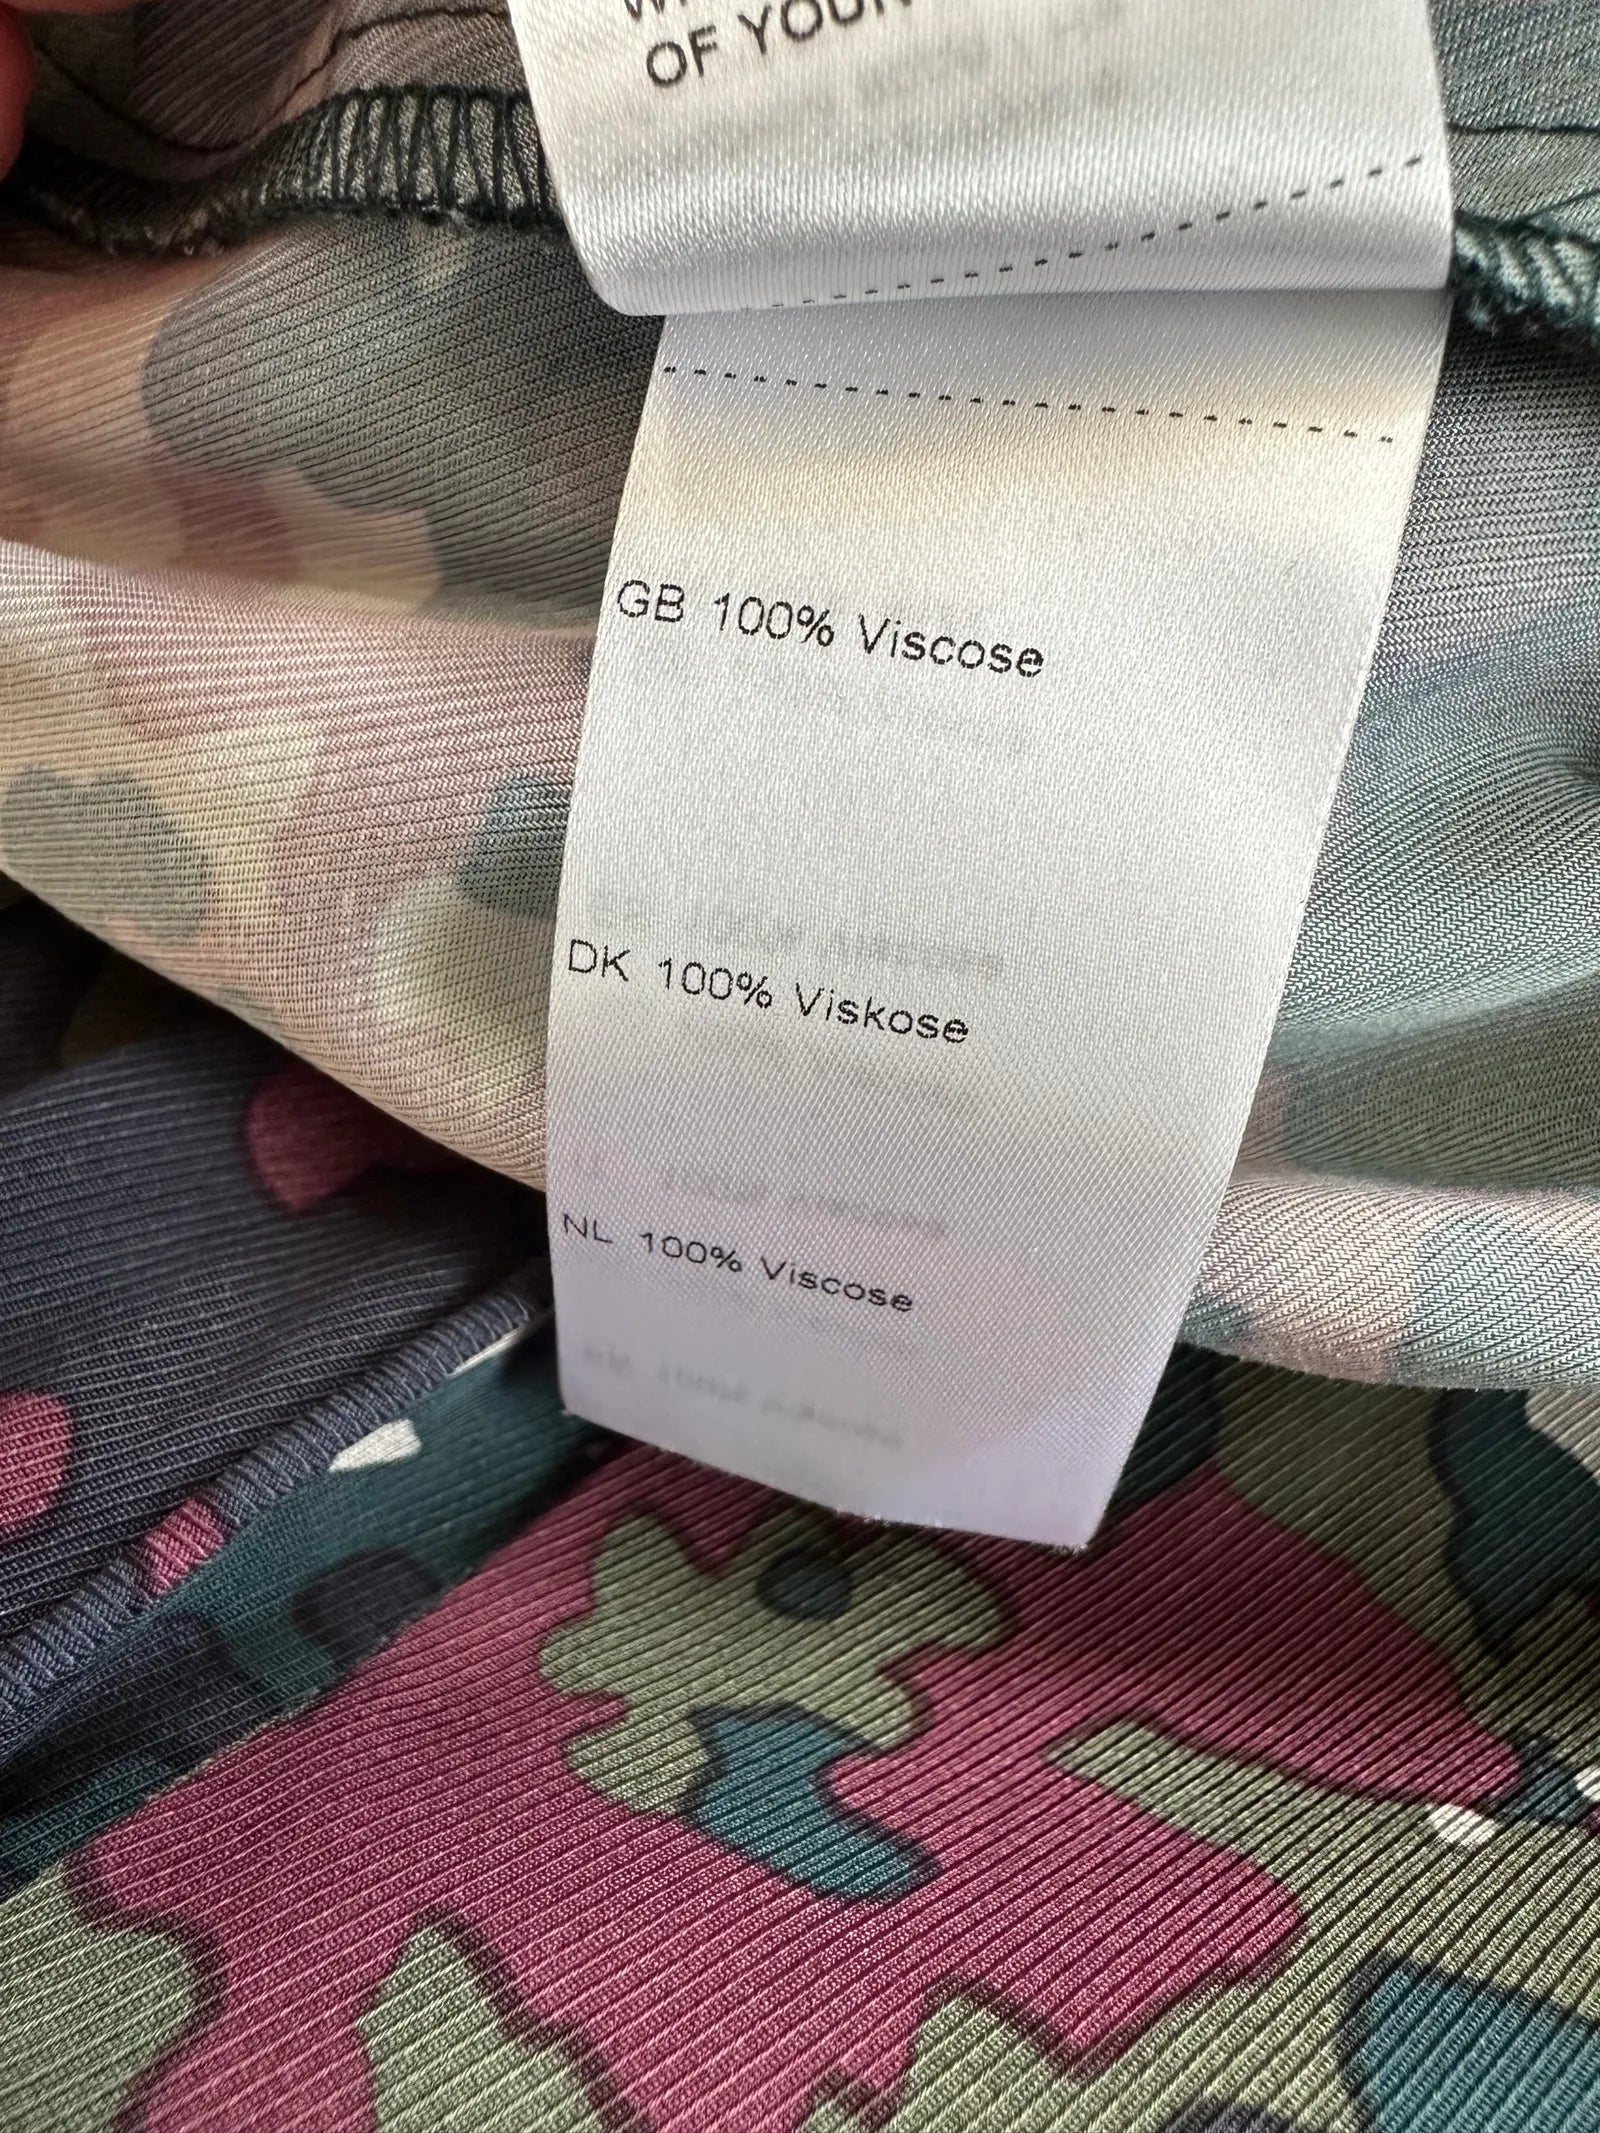 OF YOUR
GB 100% Viscose
DK 100% Viskose
NL 100% Viscose